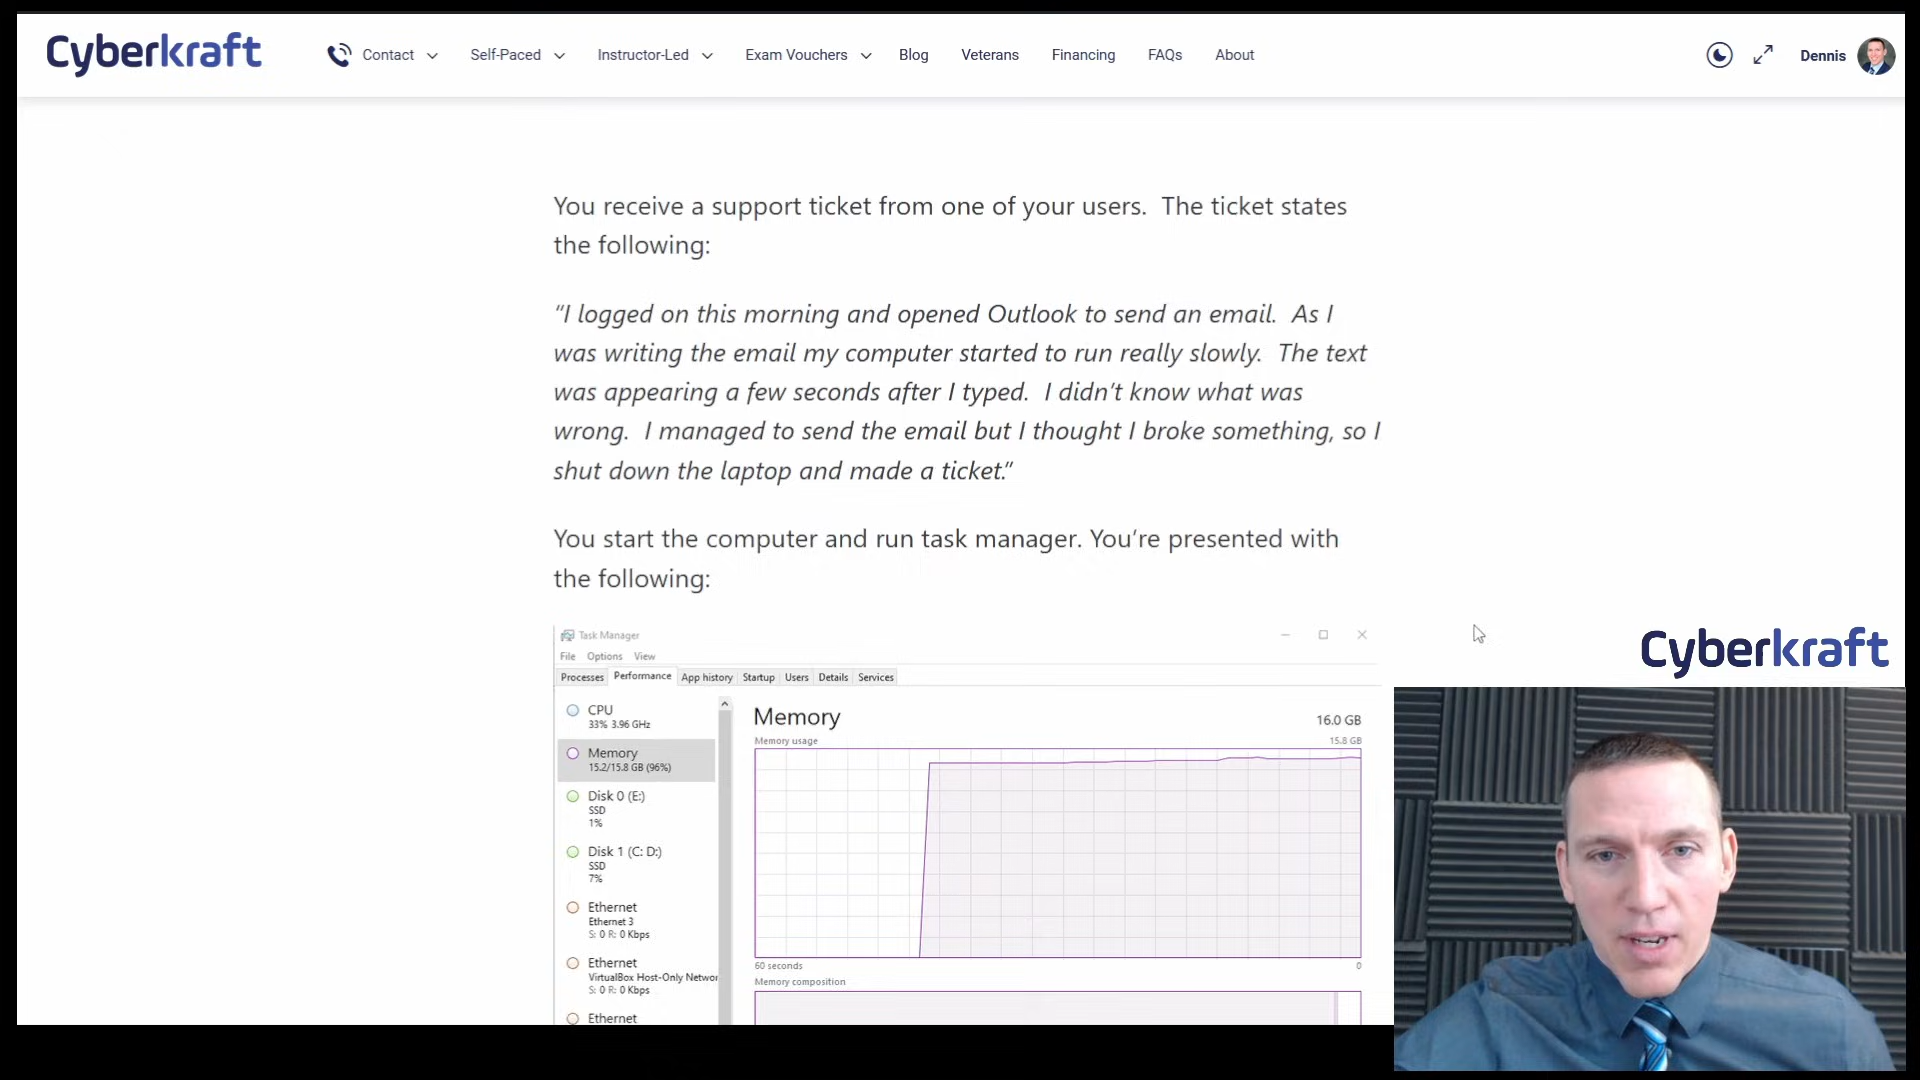 Cyberkraft
Contact Self-Paced Instructor-Led Exam Vouchers Blog Veterans Financing FAQs About
Dennis
You receive a support ticket from one of your users. The ticket states
the following:
"I logged on this morning and opened Outlook to send an email. As I
was writing the email my computer started to run really slowly. The text
was appearing a few seconds after I typed. I didn't know what was
wrong. I managed to send the email but I thought I broke something, so I
shut down the laptop and made a ticket."
You start the computer and run task manager. You're presented with
the following:
Task Manager
File Options View
Processes Performance App history Startup Users Details Services
CPU
33% 3.96 GHz
Memory
15.2/15.8 GB (96%)
Disk 0 (E:)
SSD
1%
Disk 1 (C: D:)
SSD
7%
Ethernet
Ethernet 3
S: 0 R: 0 Kbps
Ethernet
VirtualBox Host-Only Networ
S: 0 R: 0 Kbps
Ethernet
Memory 16.0 GB
Memory usage 15.8 GB
60 seconds 0
Memory composition
Cyberkraft